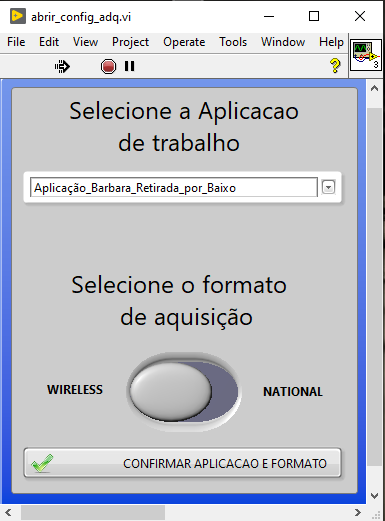 abrir_config_adq.vi
File Edit View Project Operate Tools Window Help
?
3
Selecione a Aplicacao
de trabalho
Aplicação_Barbara_Retirada_por_Baixo
Selecione o formato
de aquisição
WIRELESS
NATIONAL
CONFIRMAR APLICACAO E FORMATO